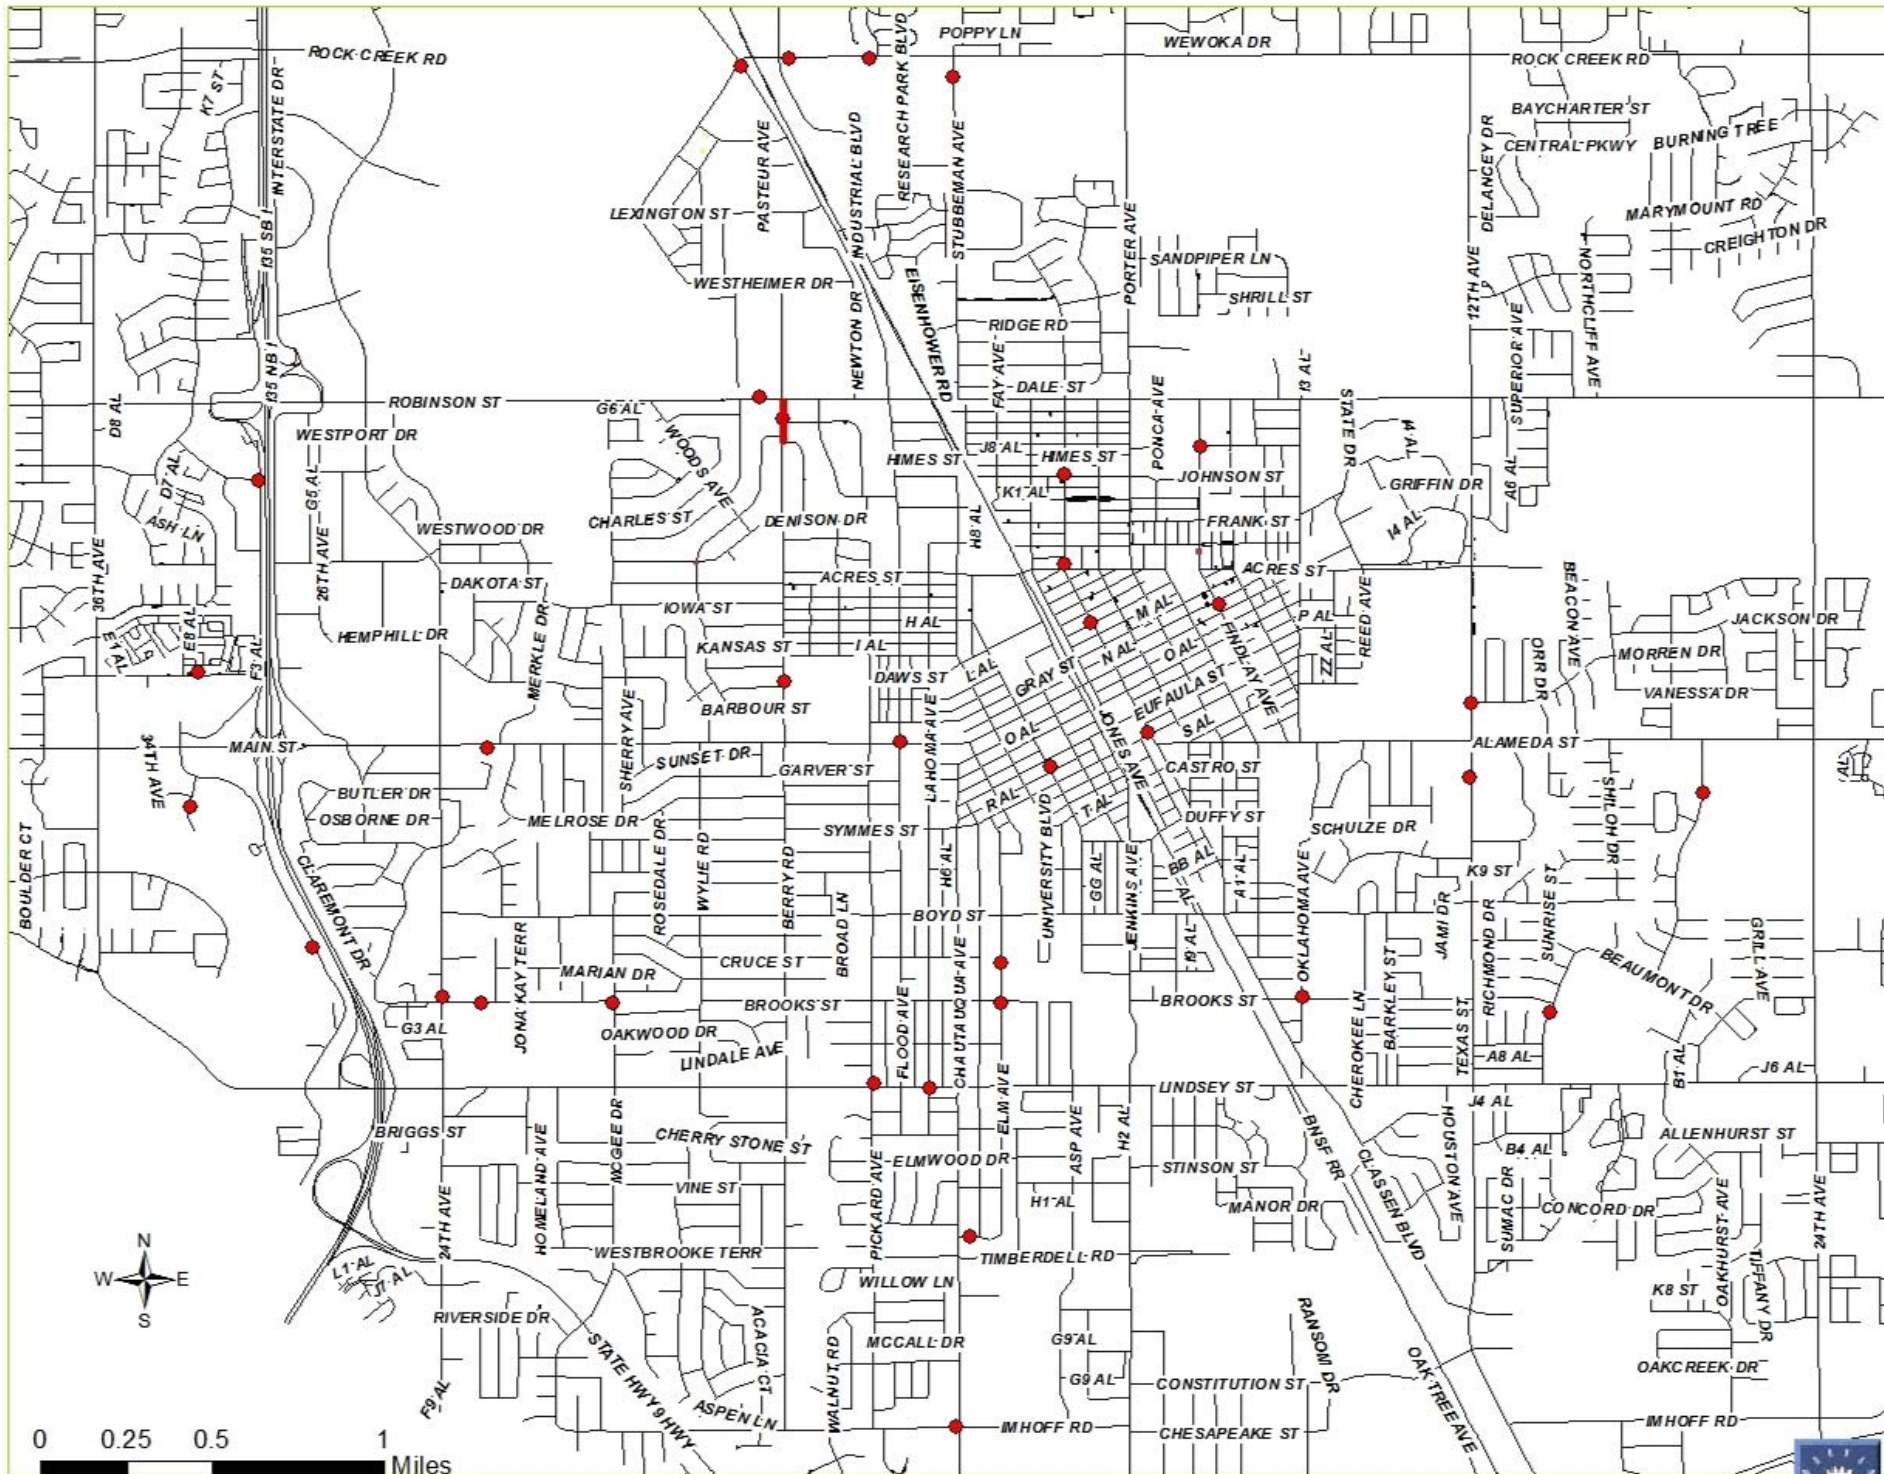 POPPY LN
WEWOKA DR
ROCK CREEK RD
ROCK CREEK RD
K7 ST
INTERSTATE DR
RESEARCH PARK BLVD
BAYCHARTER ST
CENTRAL PKWY
BURNING TREE
DELANCEY DR
PASTEUR AVE
INDUSTRIAL BLVD
STUBBEMAN AVE
LEXINGTON ST
PORTER AVE
MARYMOUNT RD
CREIGHTON DR
I35 SB I
12TH AVE
NORTHCLIFF AVE
SANDPIPER LN
SHRILL ST
WESTHEIMER DR
NEWTON DR
EISENHOWER RD
RIDGE RD
FAY AVE
DALE ST
SUPERIOR AVE
I35 NB I
I3 AL
D8 AL
ROBINSON ST
G6 AL
PONCA AVE
STATE DR
I4 AL
WESTPORT DR
WOODS AVE
J8 AL
HIMES ST
HIMES ST
JOHNSON ST
GRIFFIN DR
A6 AL
D7 AL
G5 AL
K1 AL
ASH LN
CHARLES ST
DENISON DR
H8 AL
FRANK ST
I4 AL
WESTWOOD DR
36TH AVE
26TH AVE
DAKOTA ST
ACRES ST
ACRES ST
BEACON AVE
IOWA ST
H AL
M AL
P AL
REED AVE
JACKSON DR
E1 AL
E8 AL
HEMPHILL DR
MERKLE DR
KANSAS ST
I AL
N AL
O AL
FINDLAY AVE
ZZ AL
MORREN DR
ORR DR
F3 AL
L AL
GRAY ST
DAWS ST
EUFAULA ST
VANESSA DR
BARBOUR ST
SHERRY AVE
LAHOMA AVE
O AL
JONES AVE
S AL
34TH AVE
MAIN ST
SUNSET DR
ALAMEDA ST
GARVER ST
CASTRO ST
AL
BUTLER DR
R AL
T AL
OSBORNE DR
MELROSE DR
SYMMES ST
UNIVERSITY BLVD
DUFFY ST
SCHULZE DR
SHILOH DR
BOULDER CT
ROSEDALE DR
WYLIE RD
BERRY RD
H6 AL
GG AL
BB AL
AL
A1 AL
K9 ST
CLAREMONT DR
BROAD LN
BOYD ST
JENKINS AVE
OKLAHOMA AVE
JAMI DR
RICHMOND DR
SUNRISE ST
GRILL AVE
JONA KAY TERR
MARIAN DR
CRUCE ST
CHAUTAUQUA AVE
I9 AL
BARKLEY ST
BEAUMONT DR
G3 AL
OAKWOOD DR
BROOKS ST
FLOOD AVE
BROOKS ST
CHEROKEE LN
TEXAS ST
A8 AL
LINDALE AVE
ELM AVE
LINDSEY ST
B1 AL
J6 AL
J4 AL
BRIGGS ST
HOMELAND AVE
MCGEE DR
CHERRY STONE ST
ASP AVE
H2 AL
BNSF RR
HOUSTON AVE
B4 AL
ALLENHURST ST
ELMWOOD DR
STINSON ST
CLASSEN BLVD
VINE ST
PICKARD AVE
H1 AL
MANOR DR
SUMAC DR
CONCORD DR
OAKHURST AVE
24TH AVE
24TH AVE
N
W E
S
WESTBROOKE TERR
TIMBERDELL RD
TIFFANY DR
L1 AL
J7 AL
WILLOW LN
K8 ST
RIVERSIDE DR
ACACIA CT
WALNUT RD
MCCALL DR
G9 AL
RANSOM DR
G9 AL
CONSTITUTION ST
OAKCREEK DR
F9 AL
STATE HWY 9 HWY
ASPEN LN
OAK TREE AVE
IMHOFF RD
CHESAPEAKE ST
IMHOFF RD
0 0.25 0.5 1
Miles